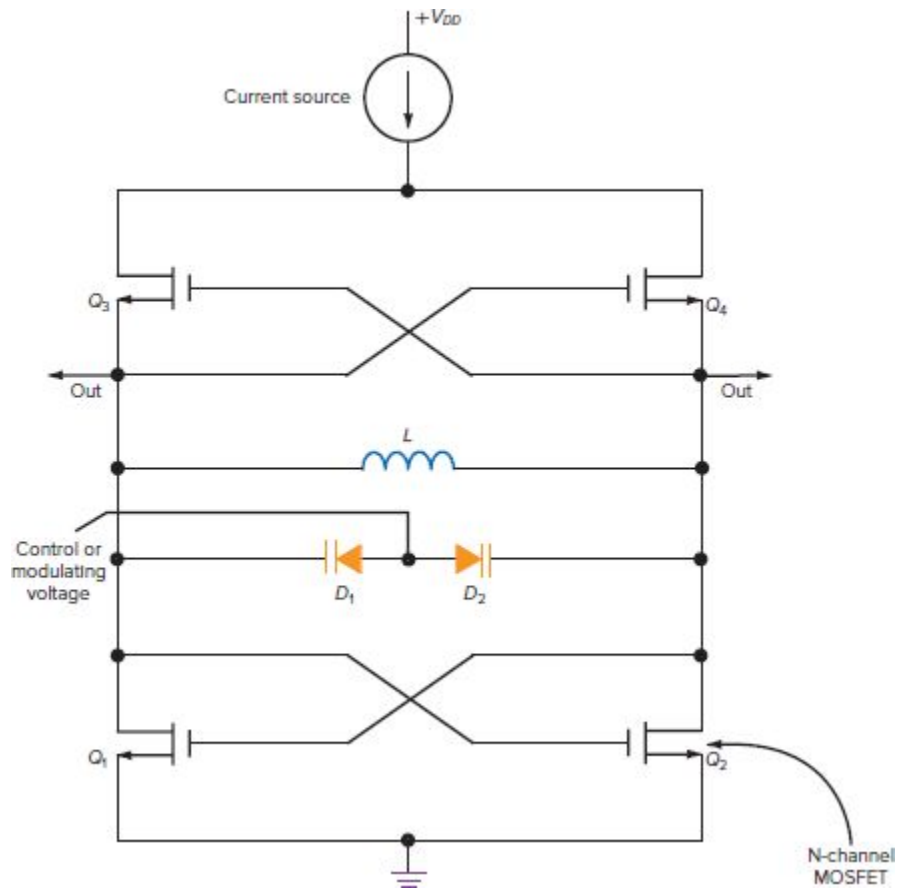 +VDD
Current source
Q3
Q4
Out
Out
L
Control or
modulating
voltage
D1
D2
Q1
Q2
N-channel
MOSFET